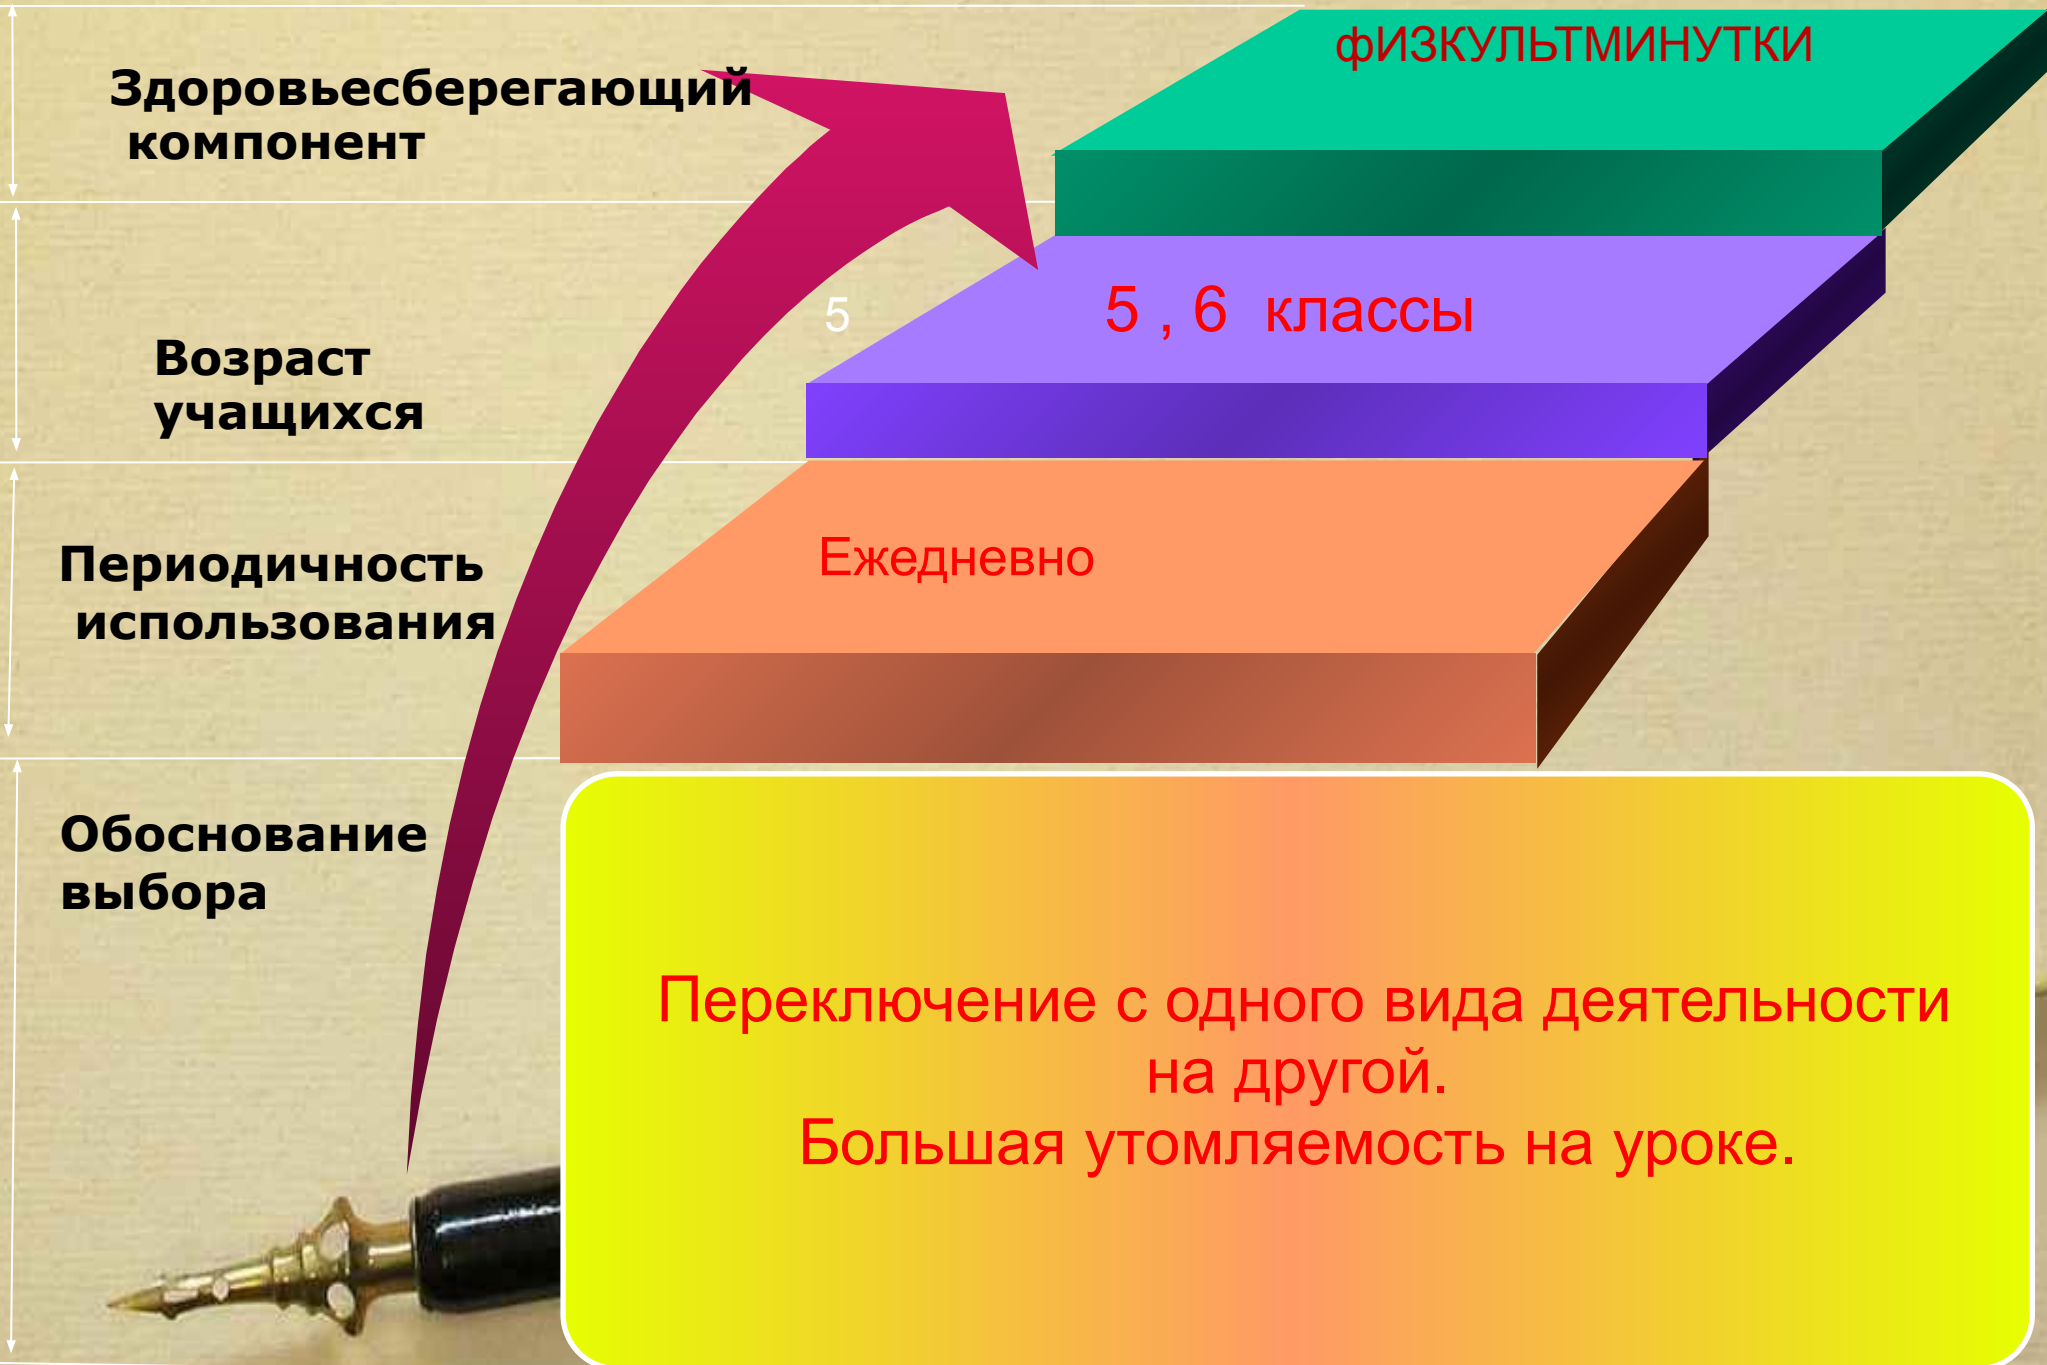 фИЗКУЛЬТМИНУТКИ
Здоровьесберегающий
компонент
5
5 , 6 классы
Возраст
учащихся
Ежедневно
Периодичность
использования
Обоснование
выбора
Переключение с одного вида деятельности
на другой.
Большая утомляемость на уроке.